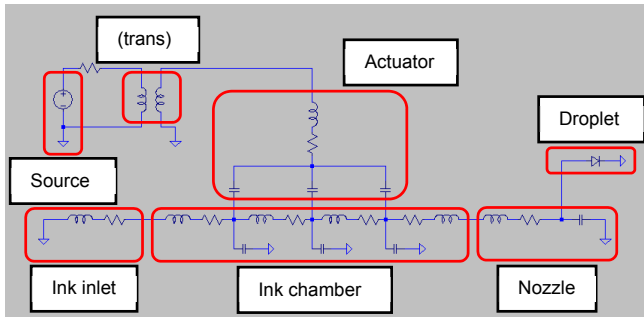 (trans)
Actuator
Droplet
Source
Ink inlet
Ink chamber
Nozzle